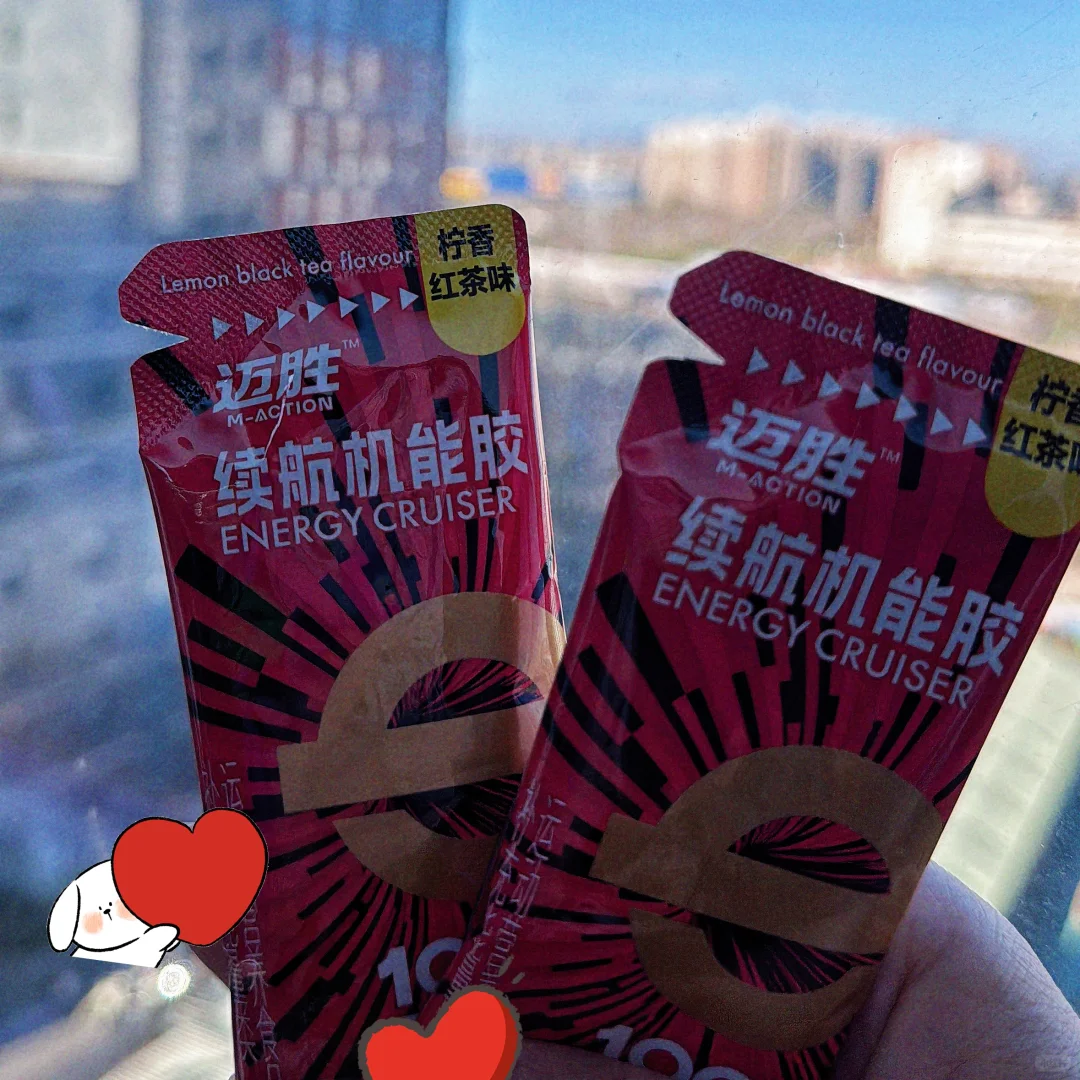 Lemon black tea flavour
柠香
红茶味
迈胜™
M-ACTION
续航机能胶
ENERGY CRUISER
e
Lemon black tea flavour
柠香
红茶味
迈胜™
M-ACTION
续航机能胶
ENERGY CRUISER
e